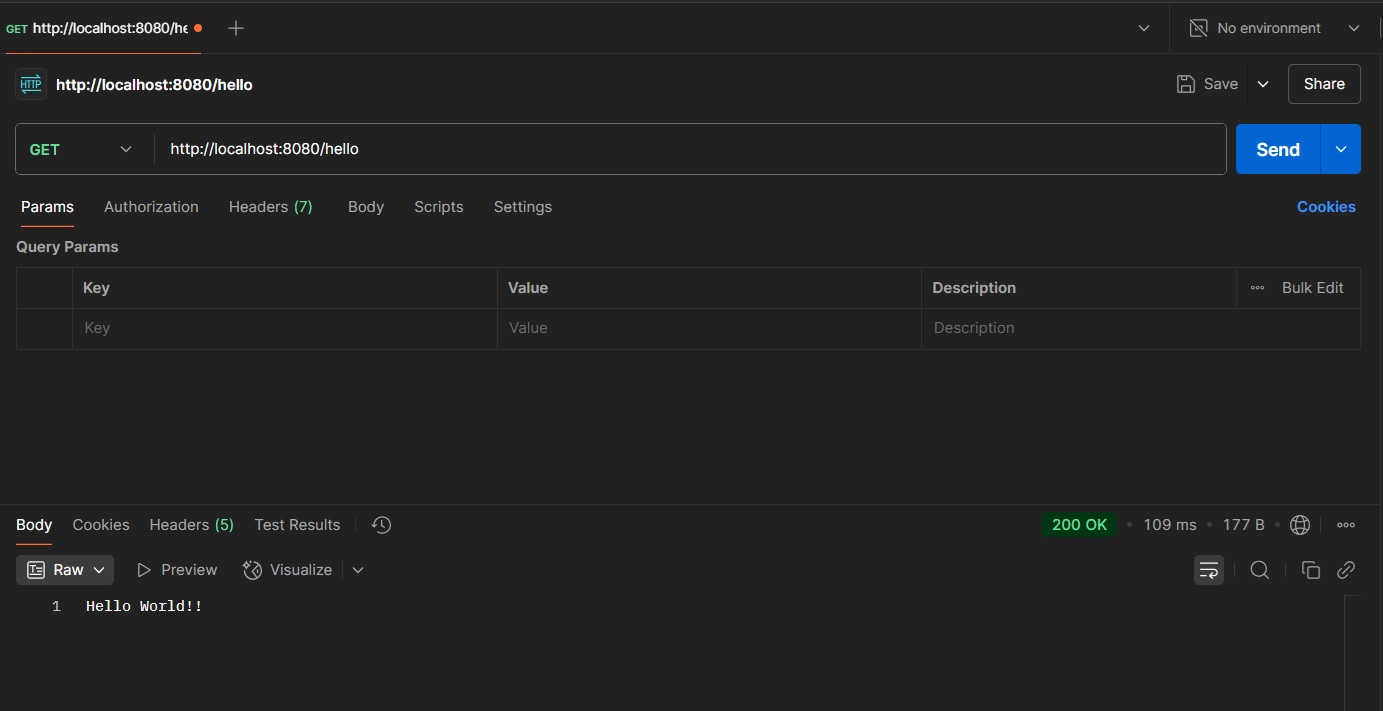 GET http://localhost:8080/he
No environment
HTTP http://localhost:8080/hello
Save
Share
GET http://localhost:8080/hello
Send
Params Authorization Headers (7) Body Scripts Settings
Cookies
Query Params
Key Value Description Bulk Edit
Key Value Description
Body Cookies Headers (5) Test Results
200 OK • 109 ms • 177 B •
Raw Preview Visualize
1 Hello World!!